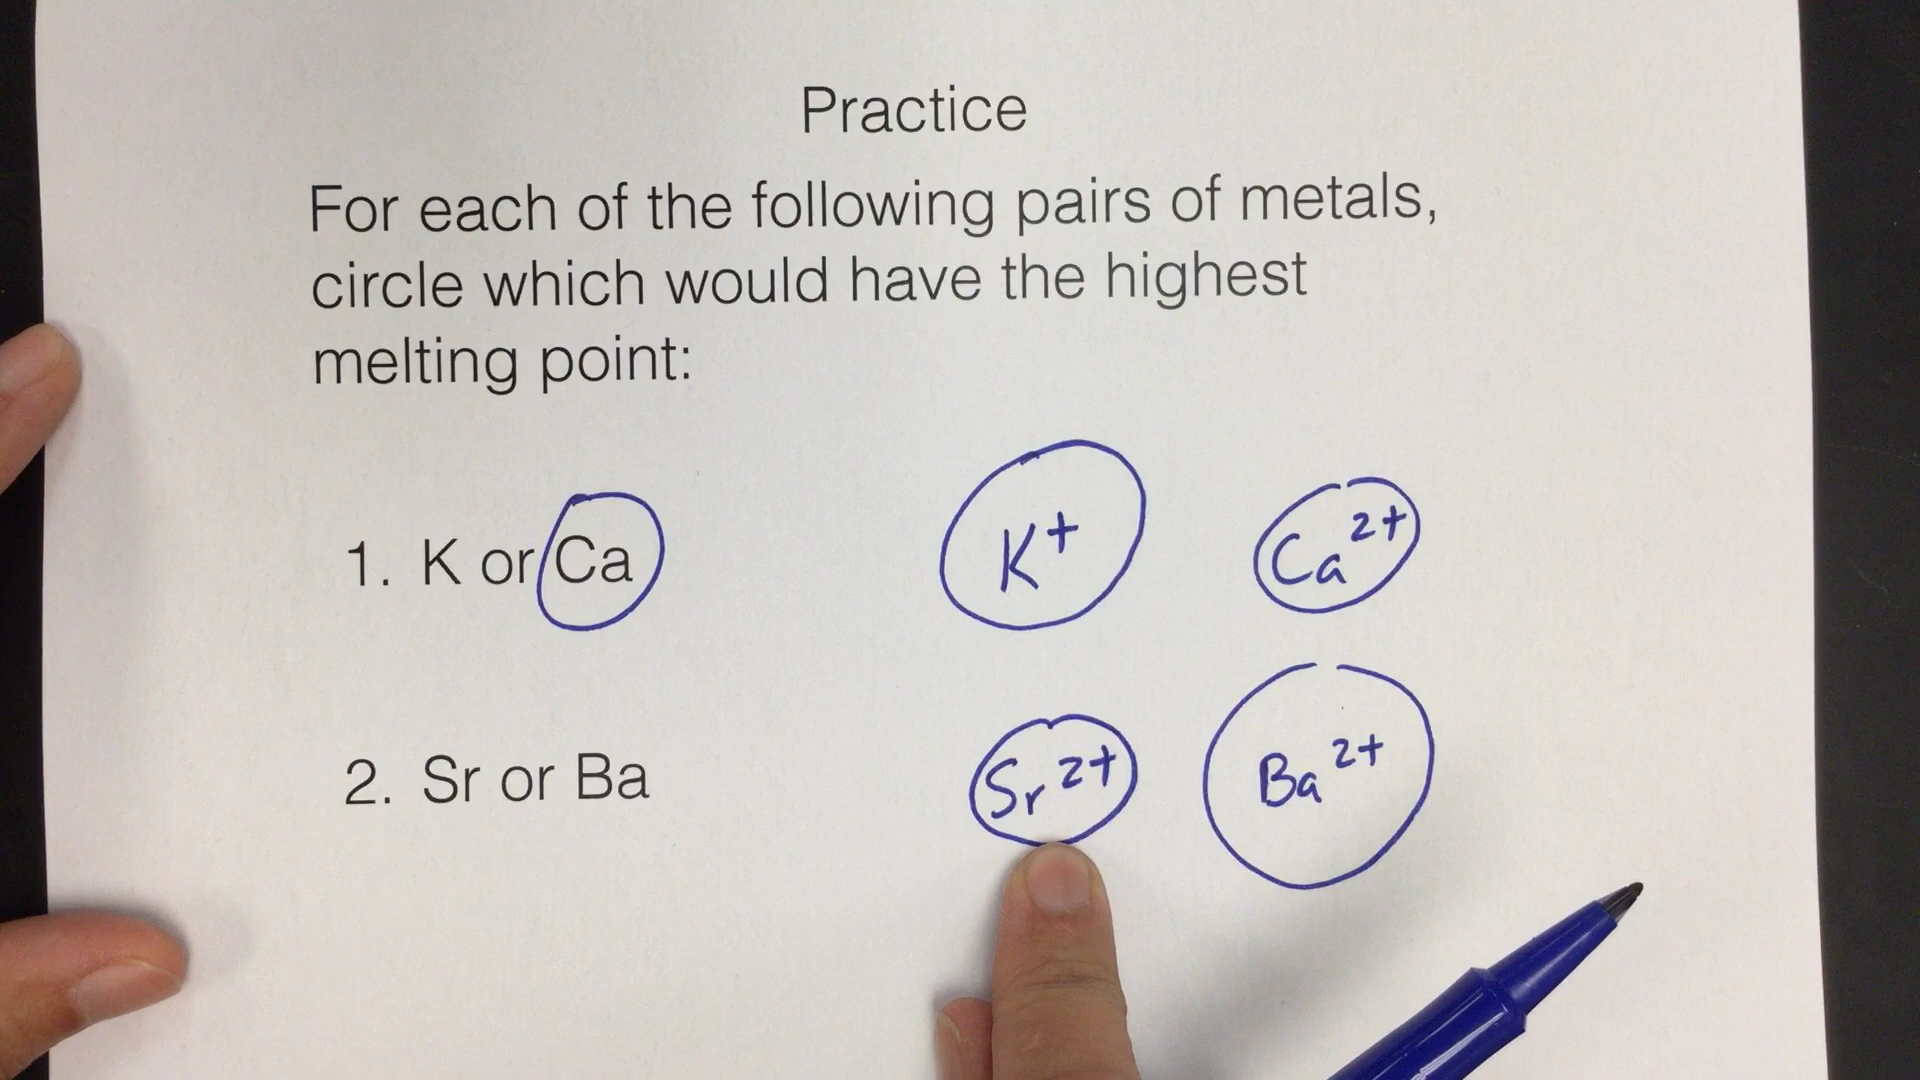 Practice
For each of the following pairs of metals,
circle which would have the highest
melting point:
1. K or Ca
K+
Ca2+
2. Sr or Ba
Sr2+
Ba2+